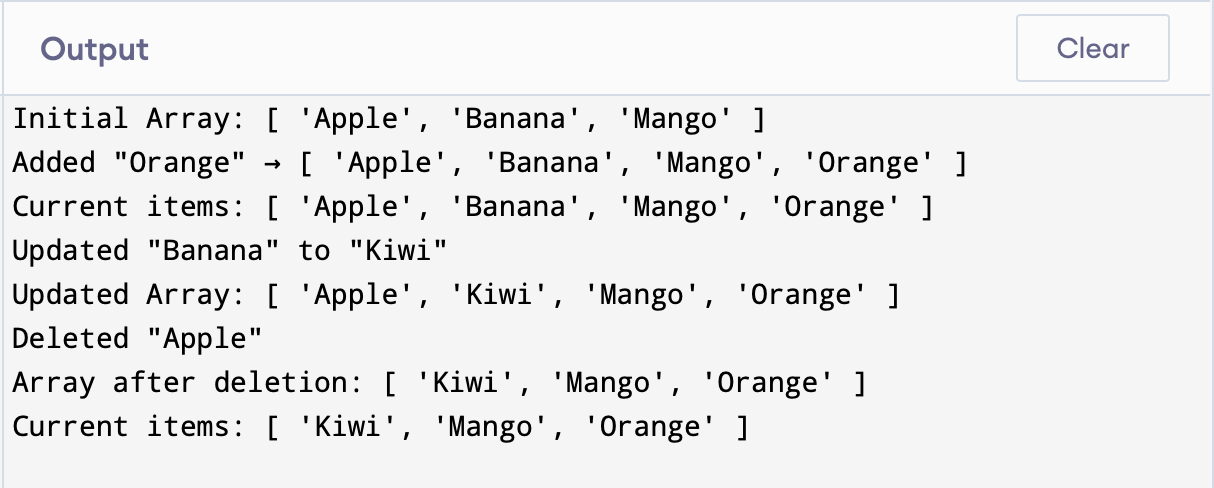 Output
Clear
Initial Array: [ 'Apple', 'Banana', 'Mango' ]
Added "Orange" → [ 'Apple', 'Banana', 'Mango', 'Orange' ]
Current items: [ 'Apple', 'Banana', 'Mango', 'Orange' ]
Updated "Banana" to "Kiwi"
Updated Array: [ 'Apple', 'Kiwi', 'Mango', 'Orange' ]
Deleted "Apple"
Array after deletion: [ 'Kiwi', 'Mango', 'Orange' ]
Current items: [ 'Kiwi', 'Mango', 'Orange' ]